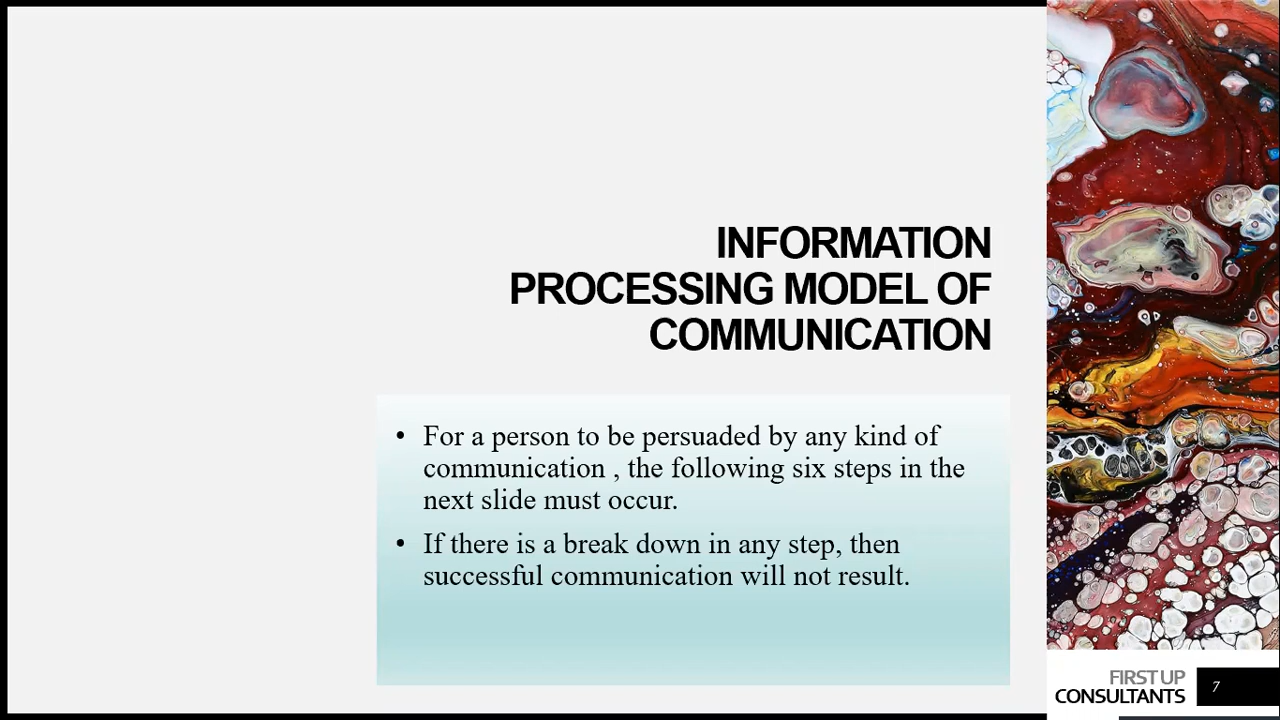 INFORMATION
PROCESSING MODEL OF
COMMUNICATION
• For a person to be persuaded by any kind of
communication , the following six steps in the
next slide must occur.
• If there is a break down in any step, then
successful communication will not result.
FIRST UP
CONSULTANTS
7